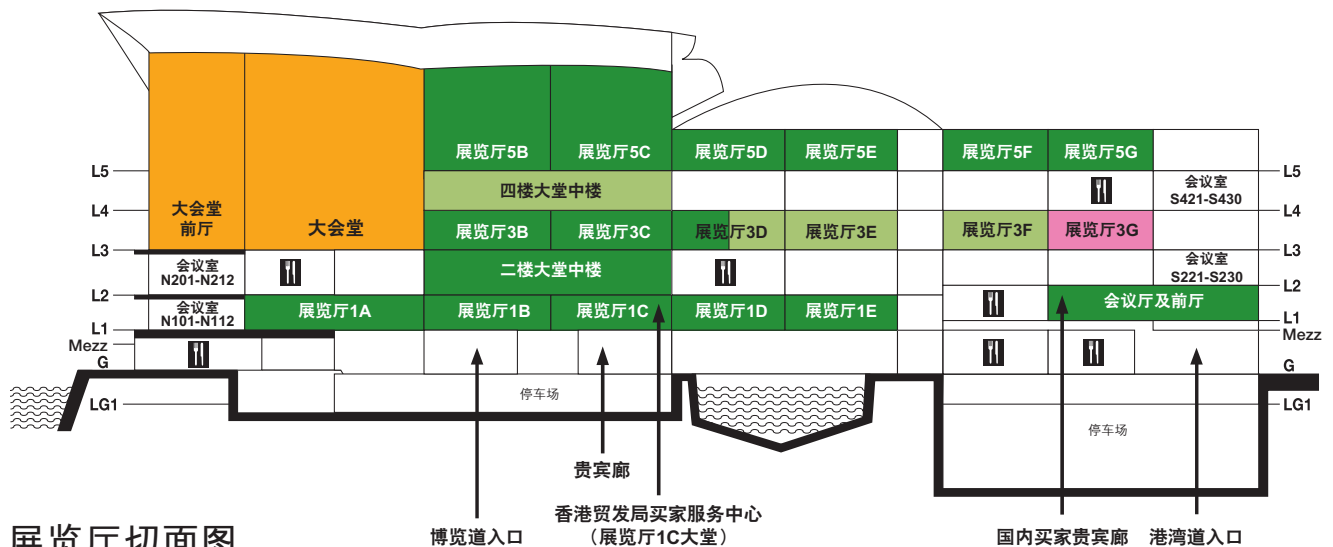 展览厅5B
展览厅5C
展览厅5D
展览厅5E
展览厅5F
展览厅5G
L5
L5
四楼大堂中楼
会议室
S421-S430
L4
L4
大会堂
前厅
大会堂
展览厅3B
展览厅3C
展览厅3D
展览厅3E
展览厅3F
展览厅3G
L3
L3
会议室
N201-N212
二楼大堂中楼
会议室
S221-S230
L2
L2
会议室
N101-N112
展览厅1A
展览厅1B
展览厅1C
展览厅1D
展览厅1E
会议厅及前厅
L1
L1
Mezz
Mezz
G
G
LG1
LG1
停车场
停车场
贵宾廊
博览道入口
香港贸发局买家服务中心
（展览厅1C大堂）
国内买家贵宾廊
港湾道入口
展览厅切面图